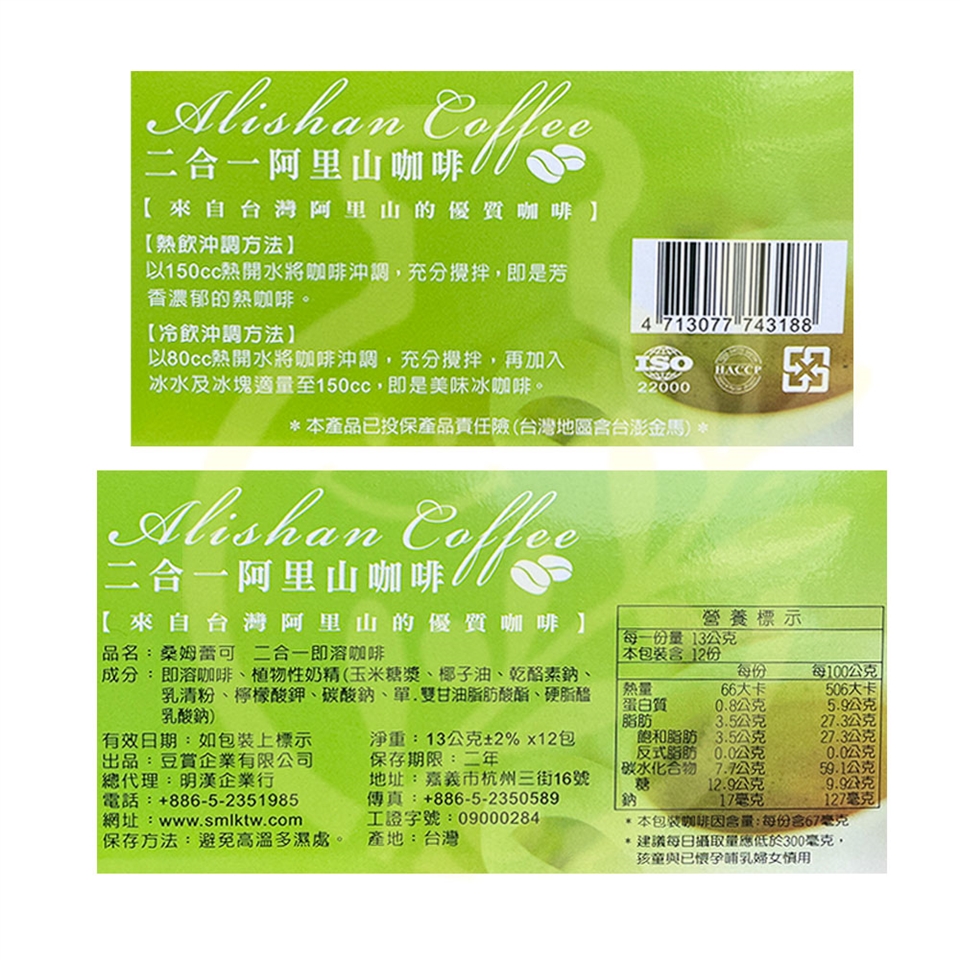 Alishan Coffee
二合一阿里山咖啡
【來自台灣阿里山的優質咖啡】
【熱飲沖調方法】
以150cc熱開水將咖啡沖調，充分攪拌，即是芳
香濃郁的熱咖啡。
【冷飲沖調方法】
以80cc熱開水將咖啡沖調，充分攪拌，再加入
冰水及冰塊適量至150cc，即是美味冰咖啡。
4 713077 743188
ISO
22000
HACCP
＊本產品已投保產品責任險(台灣地區含台澎金馬)＊
Alishan Coffee
二合一阿里山咖啡
【來自台灣阿里山的優質咖啡】
品名：桑姆蕾可 二合一即溶咖啡
成分：即溶咖啡、植物性奶精(玉米糖漿、椰子油、乾酪素鈉、
乳清粉、檸檬酸鉀、碳酸鈉、單.雙甘油脂肪酸酯、硬脂醯
乳酸鈉)
有效日期：如包裝上標示
淨重：13公克±2% x12包
出品：豆賞企業有限公司
保存期限：二年
總代理：明漢企業行
地址：嘉義市杭州三街16號
電話：+886-5-2351985
傳真：+886-5-2350589
網址：www.smlktw.com
工證字號：09000284
保存方法：避免高溫多濕處。
產地：台灣
營養標示
每一份量 13公克
本包裝含 12份
每份 每100公克
熱量 66大卡 506大卡
蛋白質 0.8公克 5.9公克
脂肪 3.5公克 27.3公克
飽和脂肪 3.5公克 27.3公克
反式脂肪 0.0公克 0.0公克
碳水化合物 7.7公克 59.1公克
糖 12.9公克 9.9公克
鈉 17毫克 127毫克
＊本包裝咖啡因含量：每份含67毫克
＊建議每日攝取量應低於300毫克，
孩童與已懷孕哺乳婦女慎用